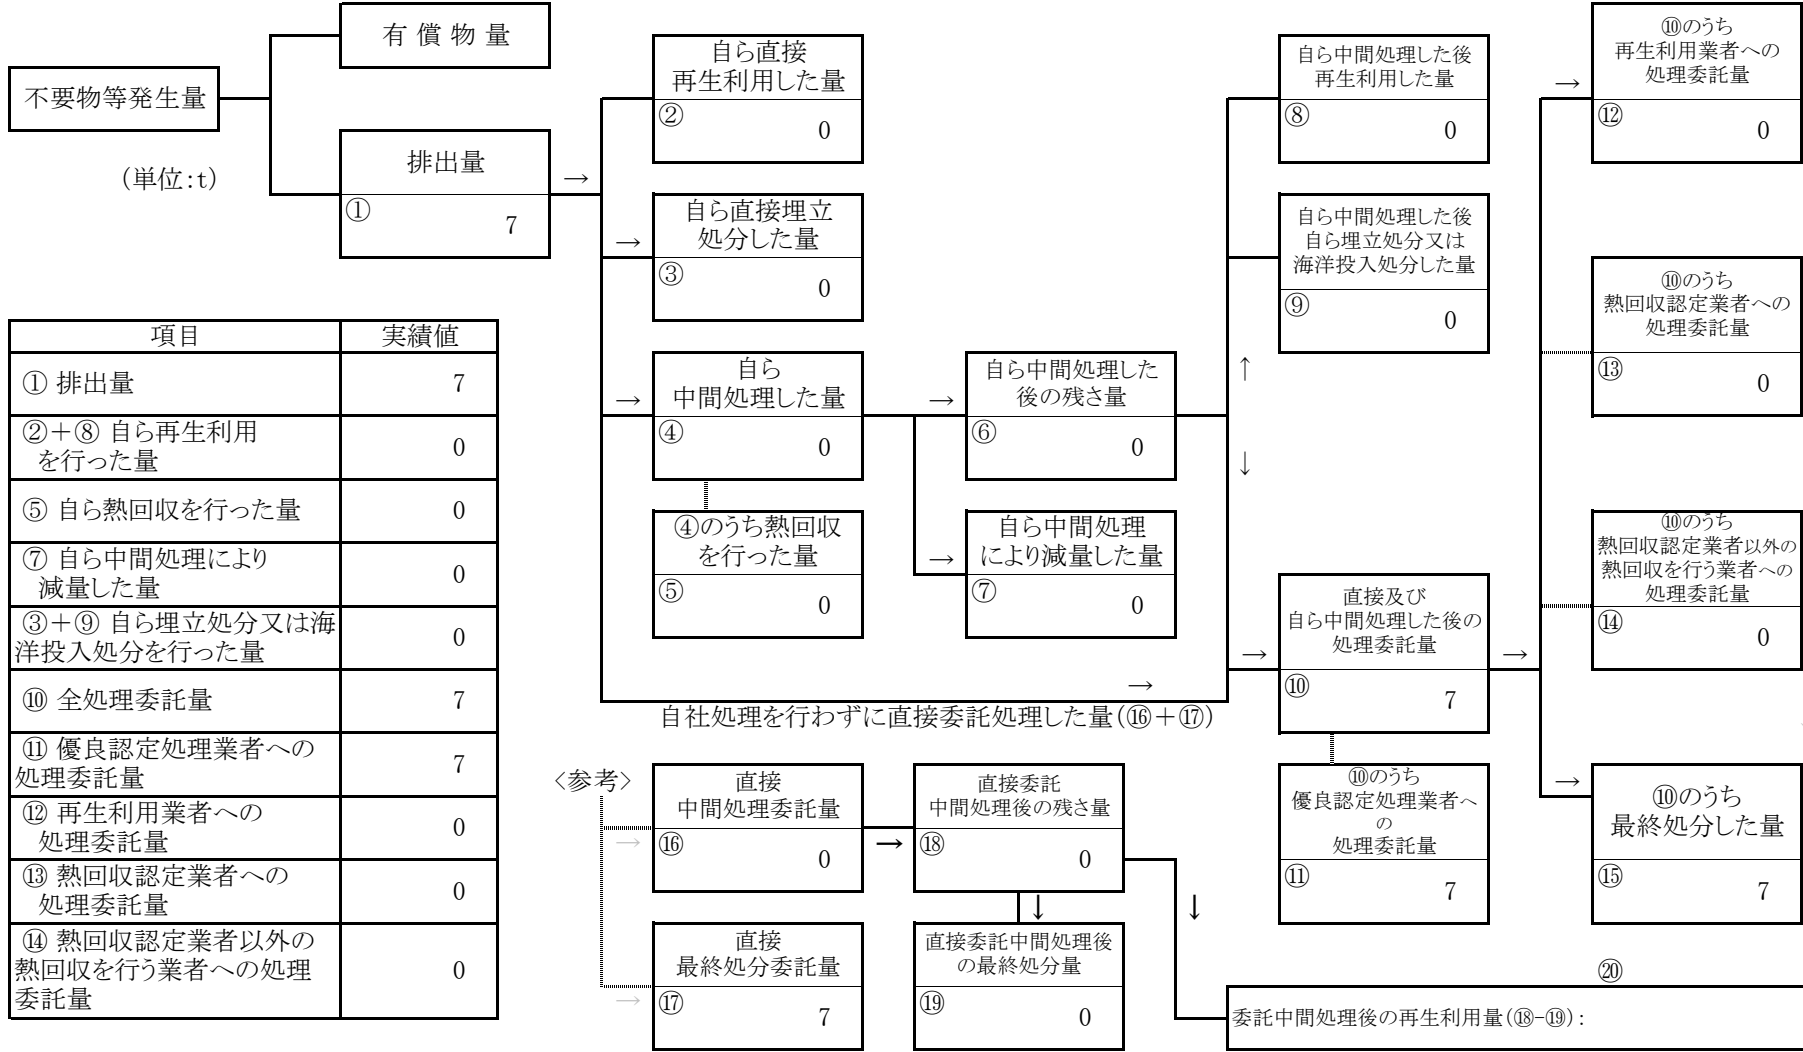 不要物等発生量
(単位:t)
有 償 物 量
排出量
①
7
→
自ら直接
再生利用した量
②
0
→
自ら直接埋立
処分した量
③
0
→
自ら
中間処理した量
④
0
④のうち熱回収
を行った量
⑤
0
→
自ら中間処理した
後の残さ量
⑥
0
→
自ら中間処理
により減量した量
⑦
0
↑
↓
自ら中間処理した後
再生利用した量
⑧
0
自ら中間処理した後
自ら埋立処分又は
海洋投入処分した量
⑨
0
→
自社処理を行わずに直接委託処理した量(⑯+⑰)
→
直接及び
自ら中間処理した後の
処理委託量
⑩
7
⑩のうち
優良認定処理業者へ
の
処理委託量
⑪
7
→
→
⑩のうち
再生利用業者への
処理委託量
⑫
0
⑩のうち
熱回収認定業者への
処理委託量
⑬
0
⑩のうち
熱回収認定業者以外の
熱回収を行う業者への
処理委託量
⑭
0
→
⑩のうち
最終処分した量
⑮
7
項目 実績値
① 排出量 7
②+⑧ 自ら再生利用
を行った量 0
⑤ 自ら熱回収を行った量 0
⑦ 自ら中間処理により
減量した量 0
③+⑨ 自ら埋立処分又は海
洋投入処分を行った量 0
⑩ 全処理委託量 7
⑪ 優良認定処理業者への
処理委託量 7
⑫ 再生利用業者への
処理委託量 0
⑬ 熱回収認定業者への
処理委託量 0
⑭ 熱回収認定業者以外の
熱回収を行う業者への処理
委託量 0
<参考>
→
直接
中間処理委託量
⑯
0
→
直接委託
中間処理後の残さ量
⑱
0
→
直接
最終処分委託量
⑰
7
↓
直接委託中間処理後
の最終処分量
⑲
0
↓
⑳
委託中間処理後の再生利用量(⑱-⑲):